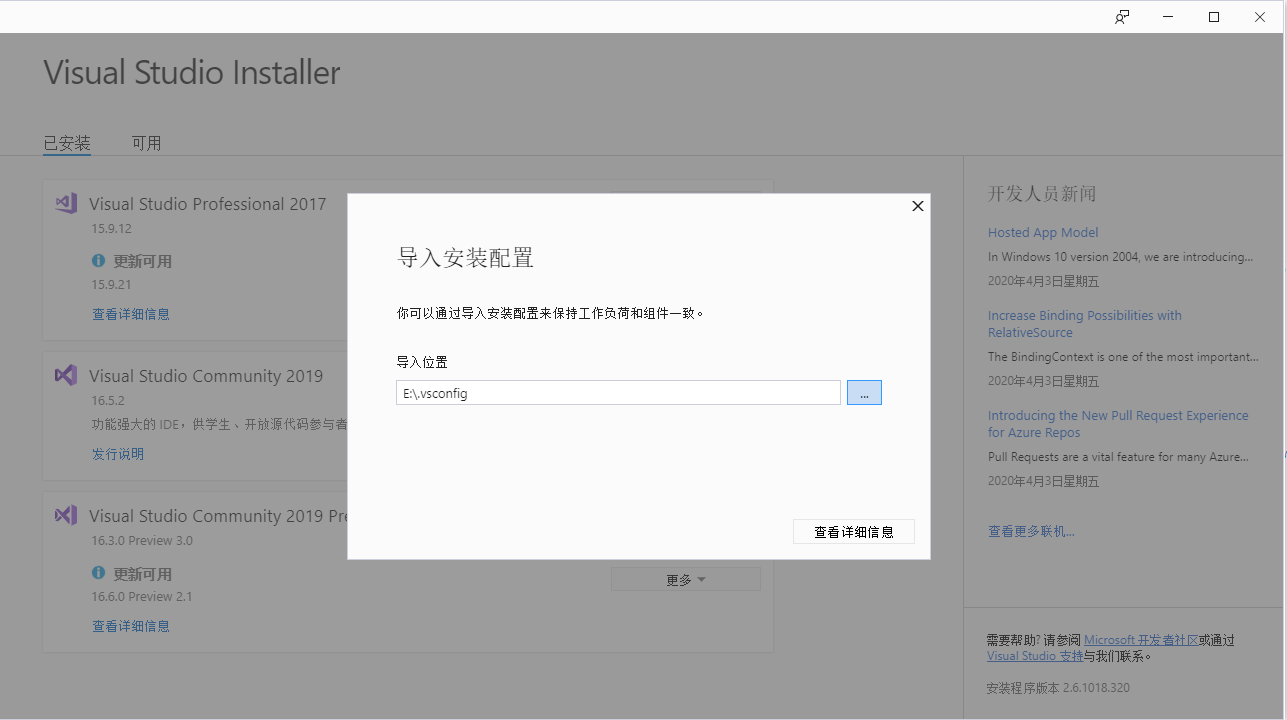 Visual Studio Installer
已安装
可用
Visual Studio Professional 2017
15.9.12
更新可用
15.9.21
查看详细信息
Visual Studio Community 2019
16.5.2
功能强大的 IDE，供学生、开放源代码参与者
发行说明
Visual Studio Community 2019 Pre
16.3.0 Preview 3.0
更新可用
16.6.0 Preview 2.1
查看详细信息
更多
导入安装配置
你可以通过导入安装配置来保持工作负荷和组件一致。
导入位置
E:\.vsconfig
...
查看详细信息
开发人员新闻
Hosted App Model
In Windows 10 version 2004, we are introducing...
2020年4月3日星期五
Increase Binding Possibilities with
RelativeSource
The BindingContext is one of the most important...
2020年4月3日星期五
Introducing the New Pull Request Experience
for Azure Repos
Pull Requests are a vital feature for many Azure...
2020年4月3日星期五
查看更多联机...
需要帮助? 请参阅 Microsoft 开发者社区或通过
Visual Studio 支持与我们联系。
安装程序版本 2.6.1018.320